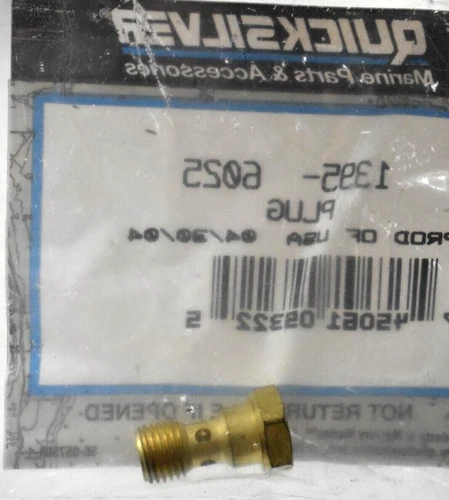 QUICKSILVER®
Marine Parts & Accessories
1395- 6025
PLUG
PROD OF USA 04/30/04
45061 09322 5
NOT RETURNABLE IF OPENED